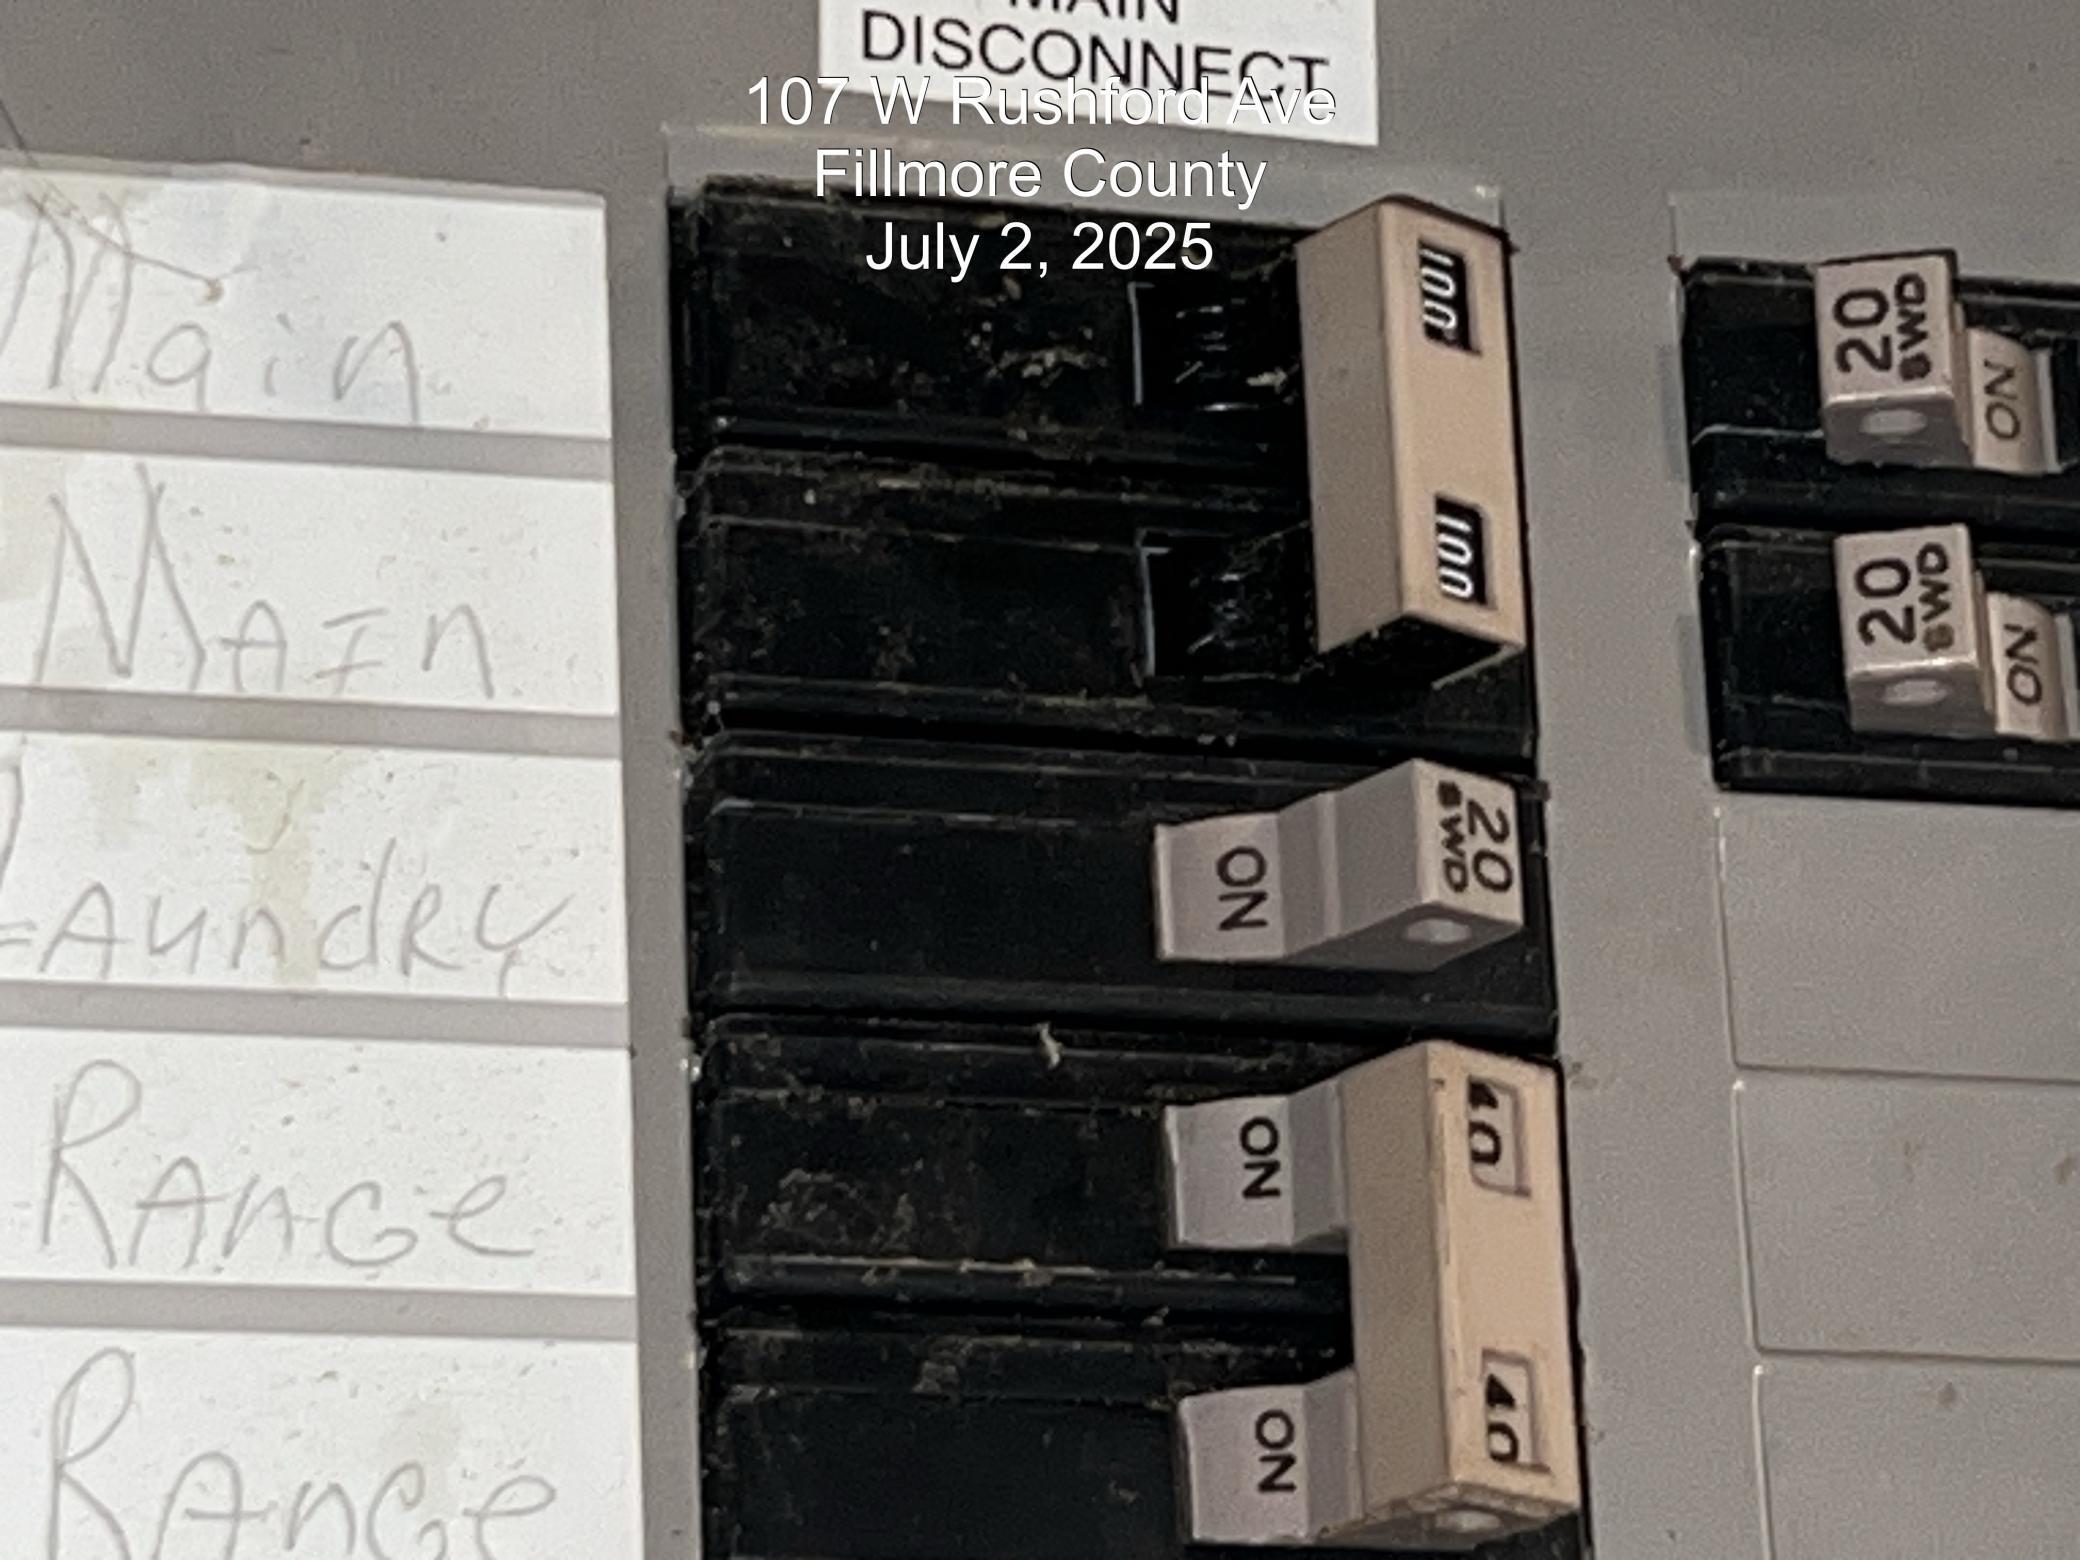 MAIN
DISCONNECT
107 W Rushford Ave
Fillmore County
July 2, 2025
Main
100
20
SWD
ON
MAIn
100
20
SWD
ON
LAundRy
ON
20
SWD
RAnGe
ON
40
RAnGe
ON
40